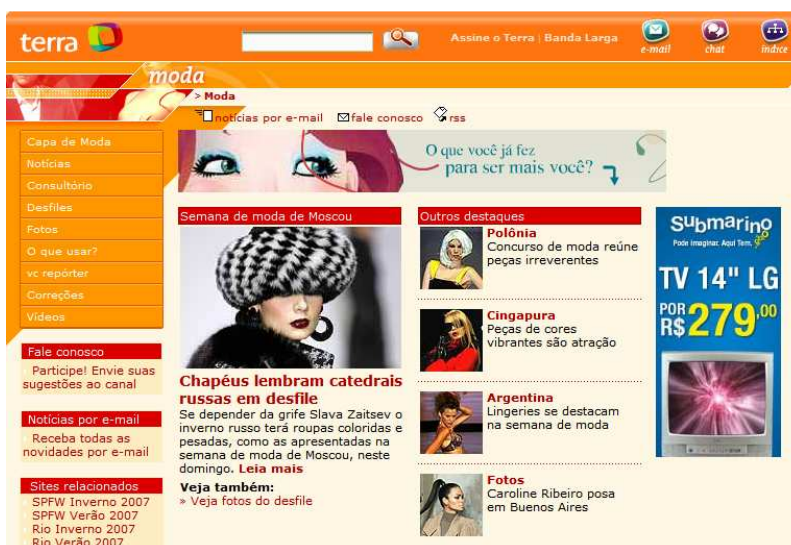 terra
Assine o Terra | Banda Larga
e-mail
chat
índice
moda
> Moda
notícias por e-mail
fale conosco
rss
Capa de Moda
Notícias
Consultório
Desfiles
Fotos
O que usar?
vc repórter
Correções
Vídeos
Fale conosco
Participe! Envie suas
sugestões ao canal
Notícias por e-mail
Receba todas as
novidades por e-mail
Sites relacionados
SPFW Inverno 2007
SPFW Verão 2007
Rio Inverno 2007
Rio Verão 2007
O que você já fez
para ser mais você?
Semana de moda de Moscou
Chapéus lembram catedrais
russas em desfile
Se depender da grife Slava Zaitsev o
inverno russo terá roupas coloridas e
pesadas, como as apresentadas na
semana de moda de Moscou, neste
domingo. Leia mais
Veja também:
» Veja fotos do desfile
Outros destaques
Polônia
Concurso de moda reúne
peças irreverentes
Cingapura
Peças de cores
vibrantes são atração
Argentina
Lingeries se destacam
na semana de moda
Fotos
Caroline Ribeiro posa
em Buenos Aires
Submarino
Pode imaginar. Aqui Tem.
TV 14" LG
POR
R$ 279,00